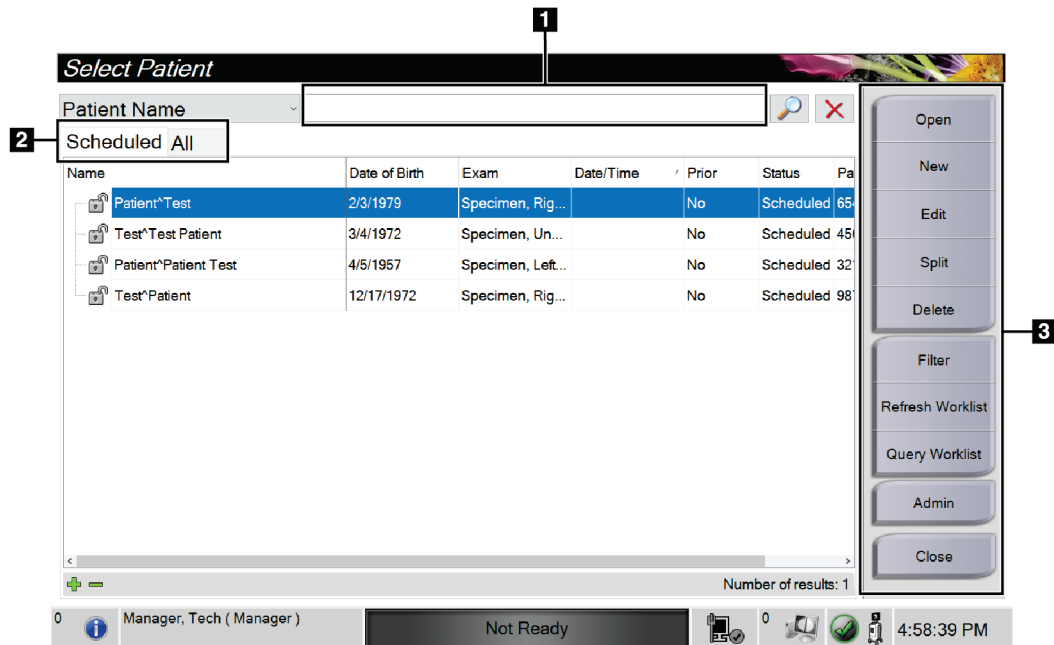 1
Select Patient
Patient Name
2
Scheduled All
Name Date of Birth Exam Date/Time Prior Status Pa
Patient^Test 2/3/1979 Specimen, Rig... No Scheduled 654
Test^Test Patient 3/4/1972 Specimen, Un... No Scheduled 456
Patient^Patient Test 4/5/1957 Specimen, Left... No Scheduled 321
Test^Patient 12/17/1972 Specimen, Rig... No Scheduled 987
Number of results: 1
Open
New
Edit
Split
Delete
3
Filter
Refresh Worklist
Query Worklist
Admin
Close
0 Manager, Tech ( Manager ) Not Ready 0 4:58:39 PM